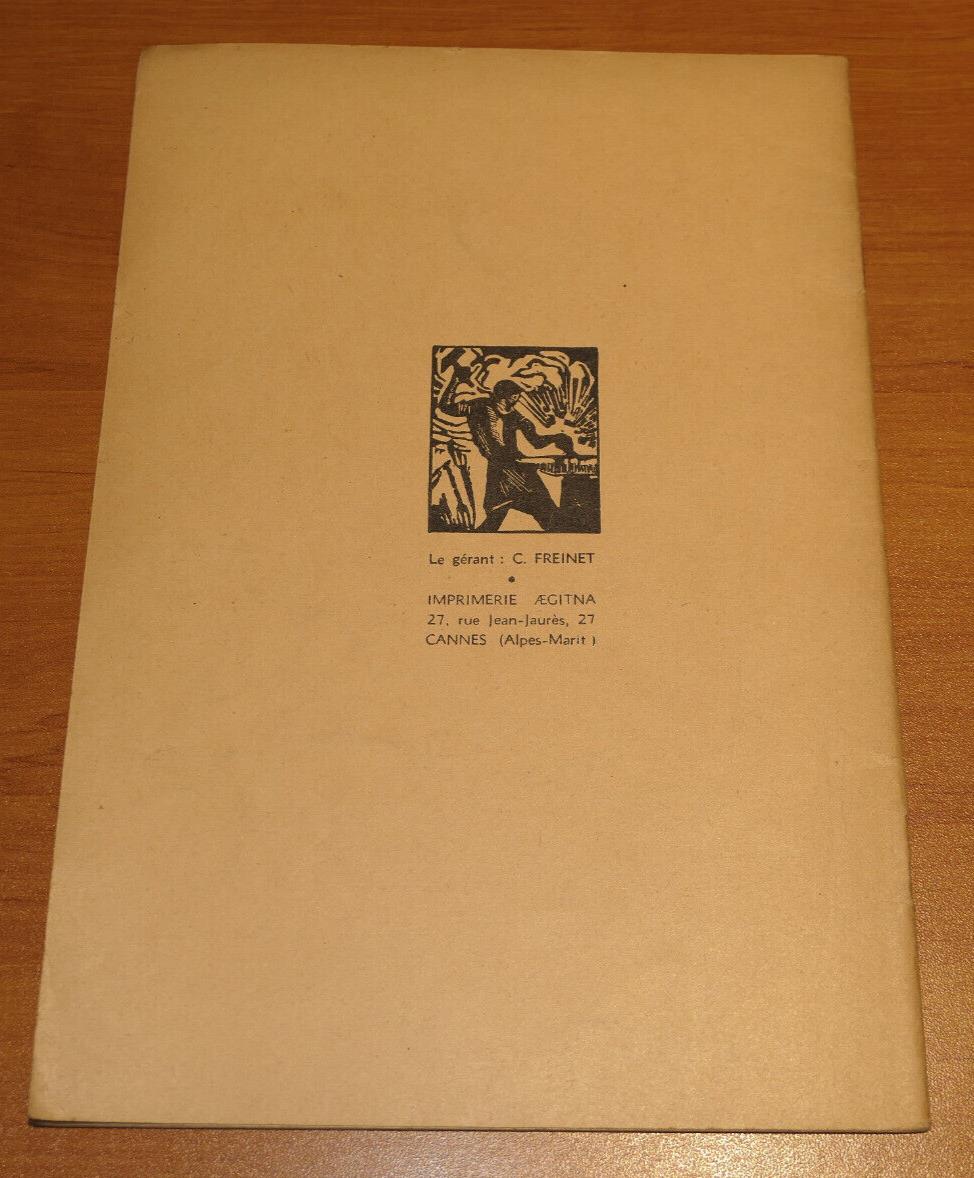 Le gérant : C. FREINET
IMPRIMERIE ÆGITNA
27, rue Jean-Jaurès, 27
CANNES (Alpes-Marit )